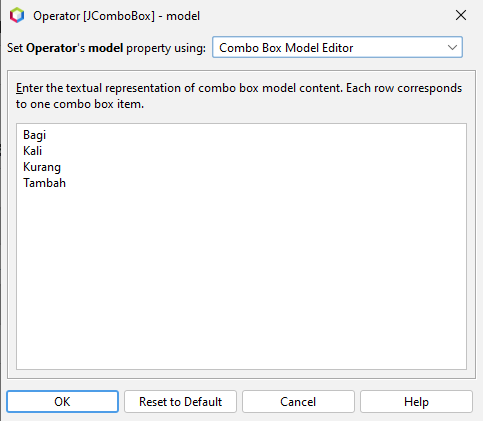 Operator [JComboBox] - model
Set Operator's model property using: Combo Box Model Editor
Enter the textual representation of combo box model content. Each row corresponds
to one combo box item.
Bagi
Kali
Kurang
Tambah
OK Reset to Default Cancel Help